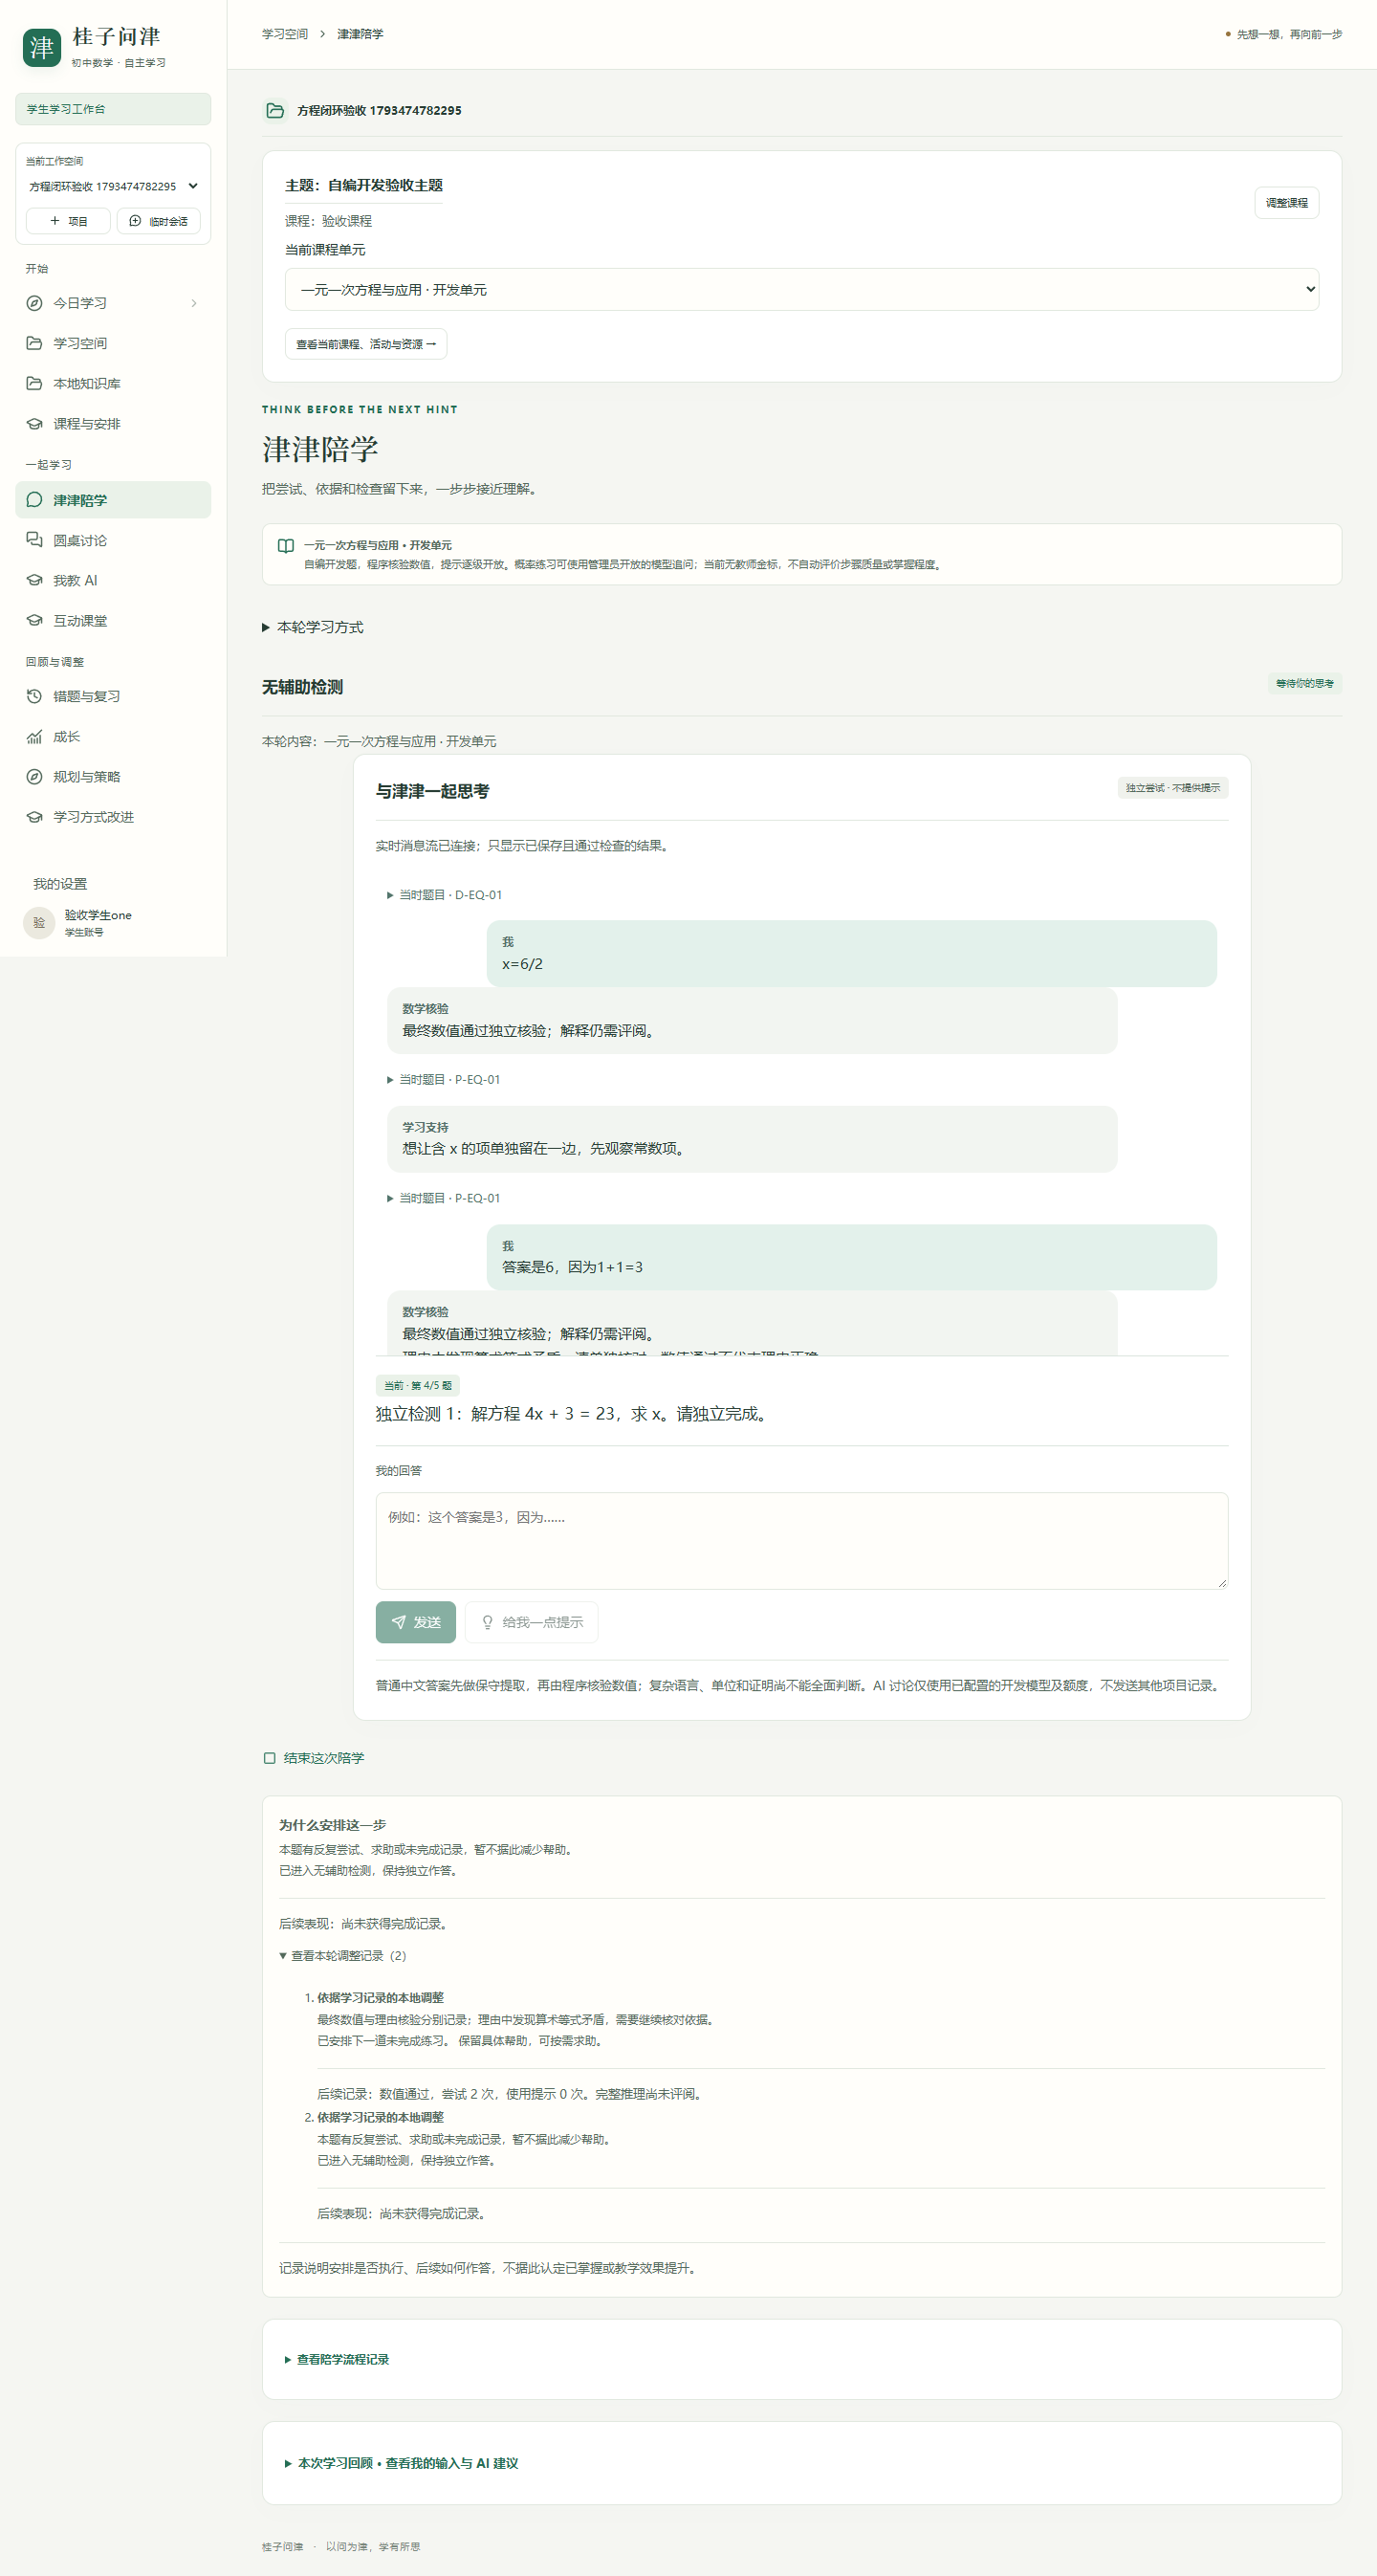 津
桂子问津
初中数学 · 自主学习
学生学习工作台
当前工作空间
方程闭环验收 1793474782295
项目
临时会话
开始
今日学习
学习空间
本地知识库
课程与安排
一起学习
津津陪学
圆桌讨论
我教 AI
互动课堂
回顾与调整
错题与复习
成长
规划与策略
学习方式改进
我的设置
验
验收学生one
学生账号
学习空间 › 津津陪学
先想一想，再向前一步
方程闭环验收 1793474782295
主题：自编开发验收主题
课程：验收课程
调整课程
当前课程单元
一元一次方程与应用 · 开发单元
查看当前课程、活动与资源 →
THINK BEFORE THE NEXT HINT
津津陪学
把尝试、依据和检查留下来，一步步接近理解。
一元一次方程与应用 • 开发单元
自编开发题，程序核验数值，提示逐级开放。概率练习可使用管理员开放的模型追问；当前无教师金标，不自动评价步骤质量或掌握程度。
本轮学习方式
无辅助检测
等待你的思考
本轮内容：一元一次方程与应用 · 开发单元
与津津一起思考
独立尝试 · 不提供提示
实时消息流已连接；只显示已保存且通过检查的结果。
当时题目 · D-EQ-01
我
x=6/2
数学核验
最终数值通过独立核验；解释仍需评阅。
当时题目 · P-EQ-01
学习支持
想让含 x 的项单独留在一边，先观察常数项。
当时题目 · P-EQ-01
我
答案是6，因为1+1=3
数学核验
最终数值通过独立核验；解释仍需评阅。
理由中发现算术等式矛盾，请单独核对。数值通过不代表理由正确。
当前 · 第 4/5 题
独立检测 1：解方程 4x + 3 = 23，求 x。请独立完成。
我的回答
例如：这个答案是3，因为……
发送
给我一点提示
普通中文答案先做保守提取，再由程序核验数值；复杂语言、单位和证明尚不能全面判断。AI 讨论仅使用已配置的开发模型及额度，不发送其他项目记录。
结束这次陪学
为什么安排这一步
本题有反复尝试、求助或未完成记录，暂不据此减少帮助。
已进入无辅助检测，保持独立作答。
后续表现：尚未获得完成记录。
查看本轮调整记录（2）
1. 依据学习记录的本地调整
最终数值与理由核验分别记录；理由中发现算术等式矛盾，需要继续核对依据。
已安排下一道未完成练习。 保留具体帮助，可按需求助。
后续记录：数值通过，尝试 2 次，使用提示 0 次。完整推理尚未评阅。
2. 依据学习记录的本地调整
本题有反复尝试、求助或未完成记录，暂不据此减少帮助。
已进入无辅助检测，保持独立作答。
后续表现：尚未获得完成记录。
记录说明安排是否执行、后续如何作答，不据此认定已掌握或教学效果提升。
查看陪学流程记录
本次学习回顾 • 查看我的输入与 AI 建议
桂子问津 · 以问为津，学有所思